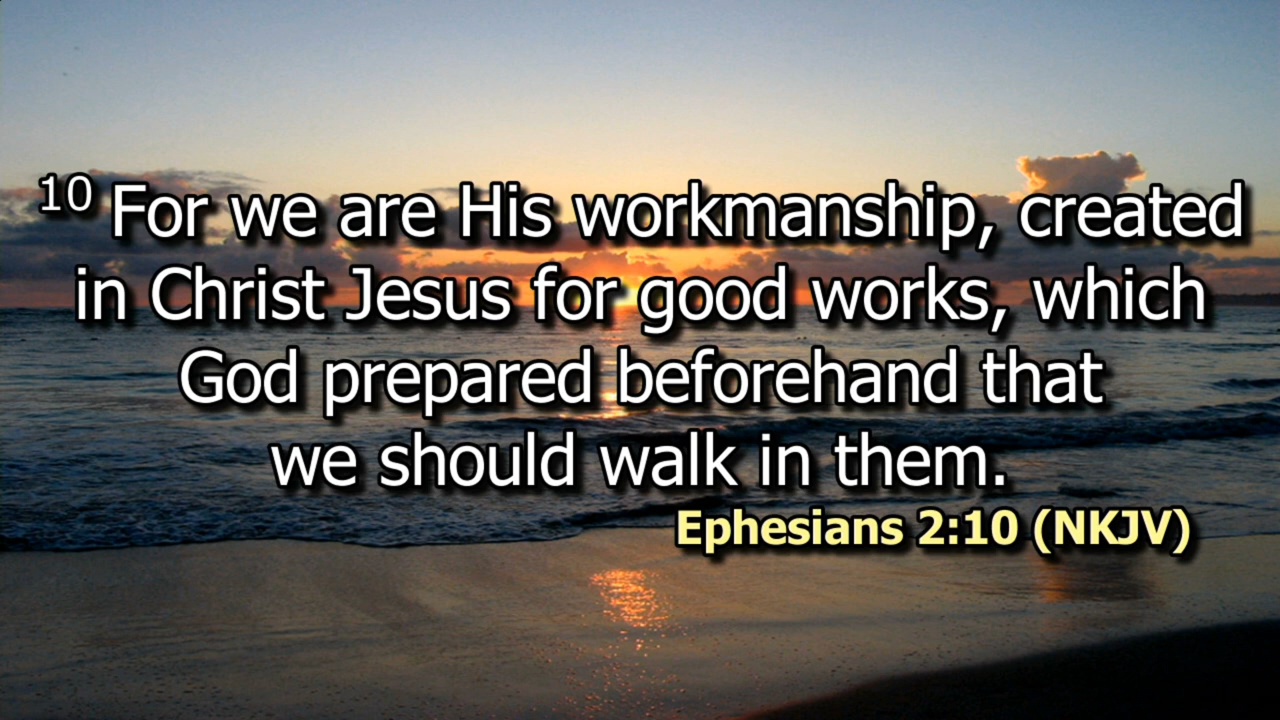 10 For we are His workmanship, created
in Christ Jesus for good works, which
God prepared beforehand that
we should walk in them.
Ephesians 2:10 (NKJV)